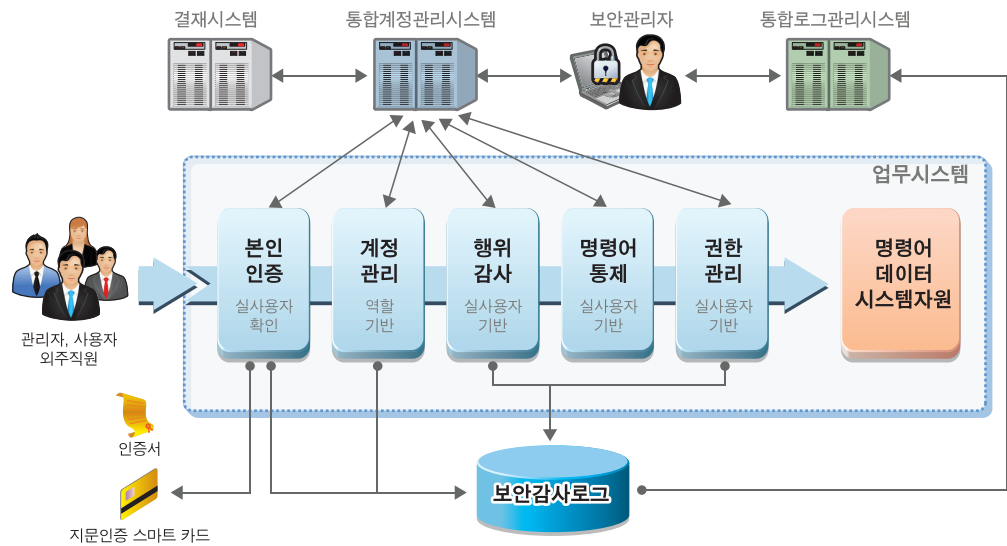 결재시스템
통합계정관리시스템
보안관리자
통합로그관리시스템
업무시스템
관리자, 사용자
외주직원
본인
인증
실사용자
확인
계정
관리
역할
기반
행위
감사
실사용자
기반
명령어
통제
실사용자
기반
권한
관리
실사용자
기반
명령어
데이터
시스템자원
인증서
지문인증 스마트 카드
보안감사로그